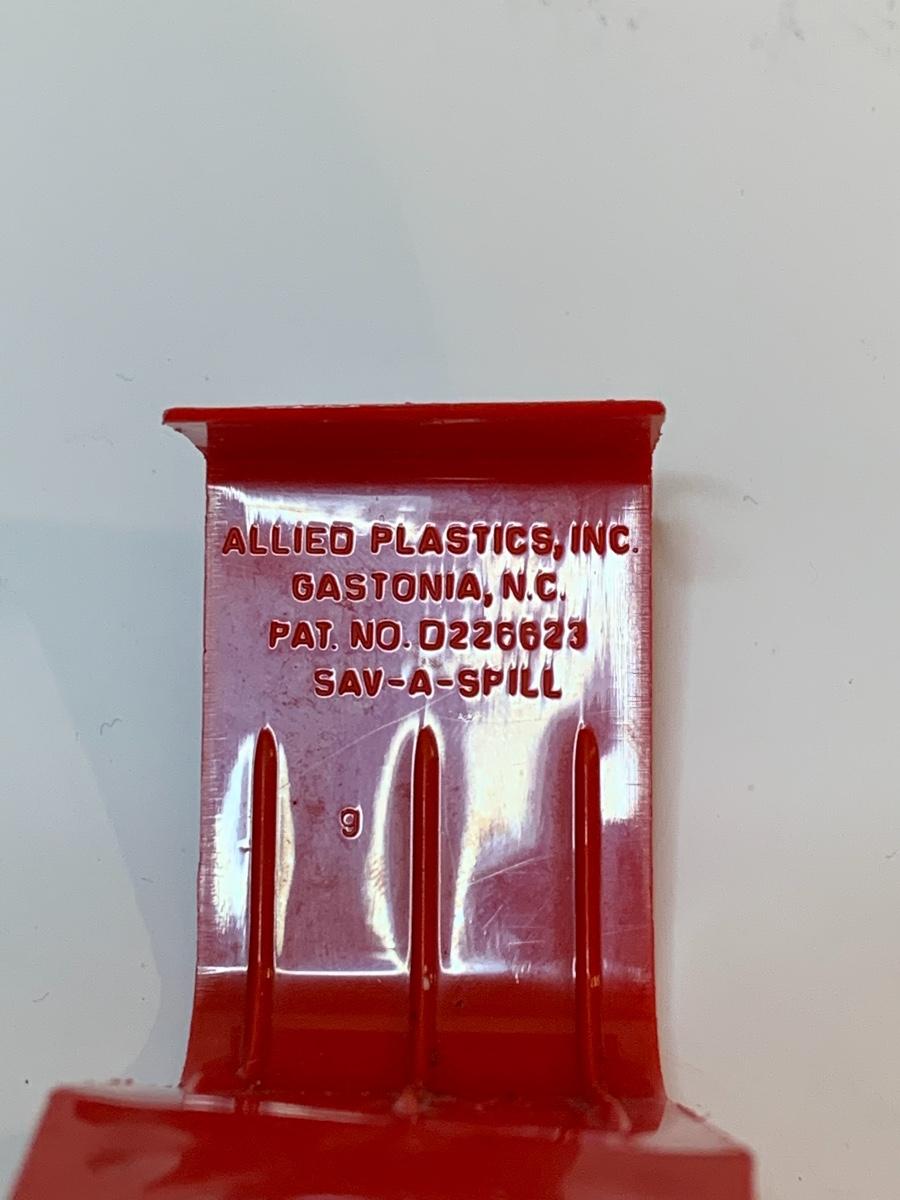 ALLIED PLASTICS, INC.
GASTONIA, N.C.
PAT. NO. D226623
SAV-A-SPILL
9